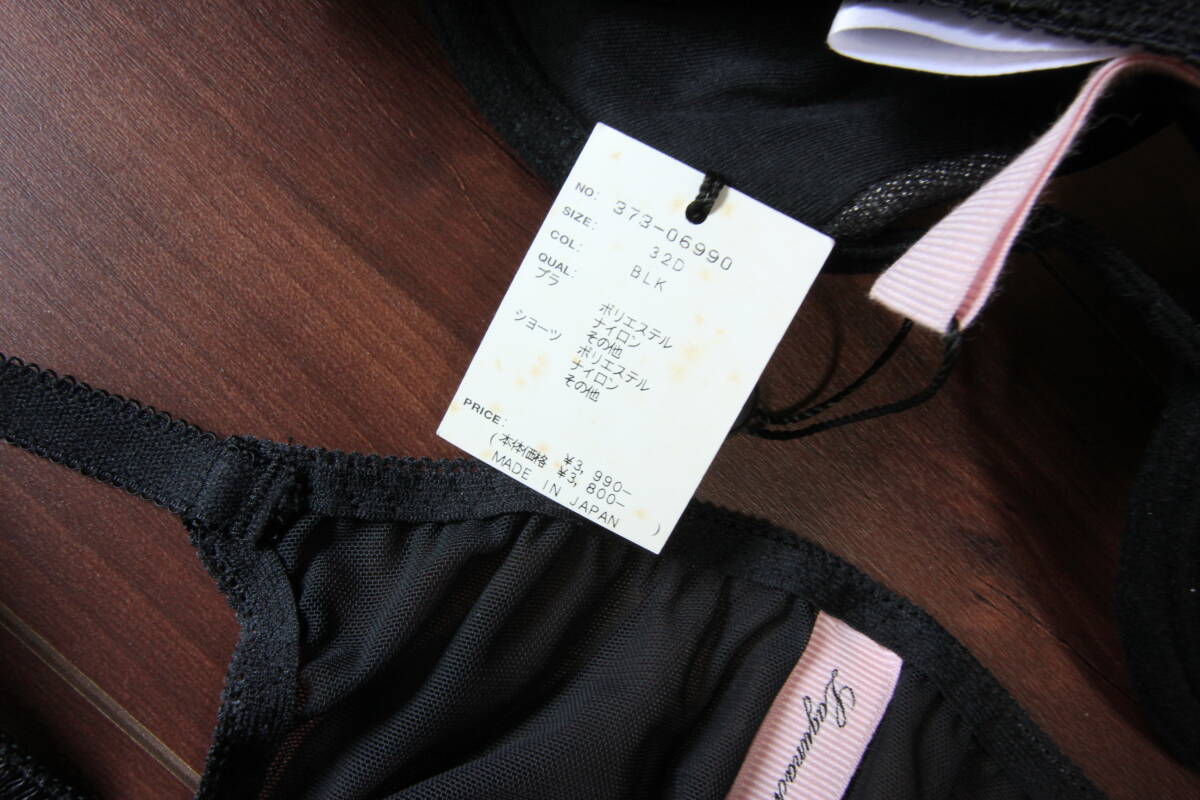 NO: 373-06990
SIZE: 32D
COL: BLK
QUAL:
ブラ ポリエステル
ナイロン
その他
ショーツ ポリエステル
ナイロン
その他
PRICE: ¥3,990-
(本体価格 ¥3,800- )
MADE IN JAPAN